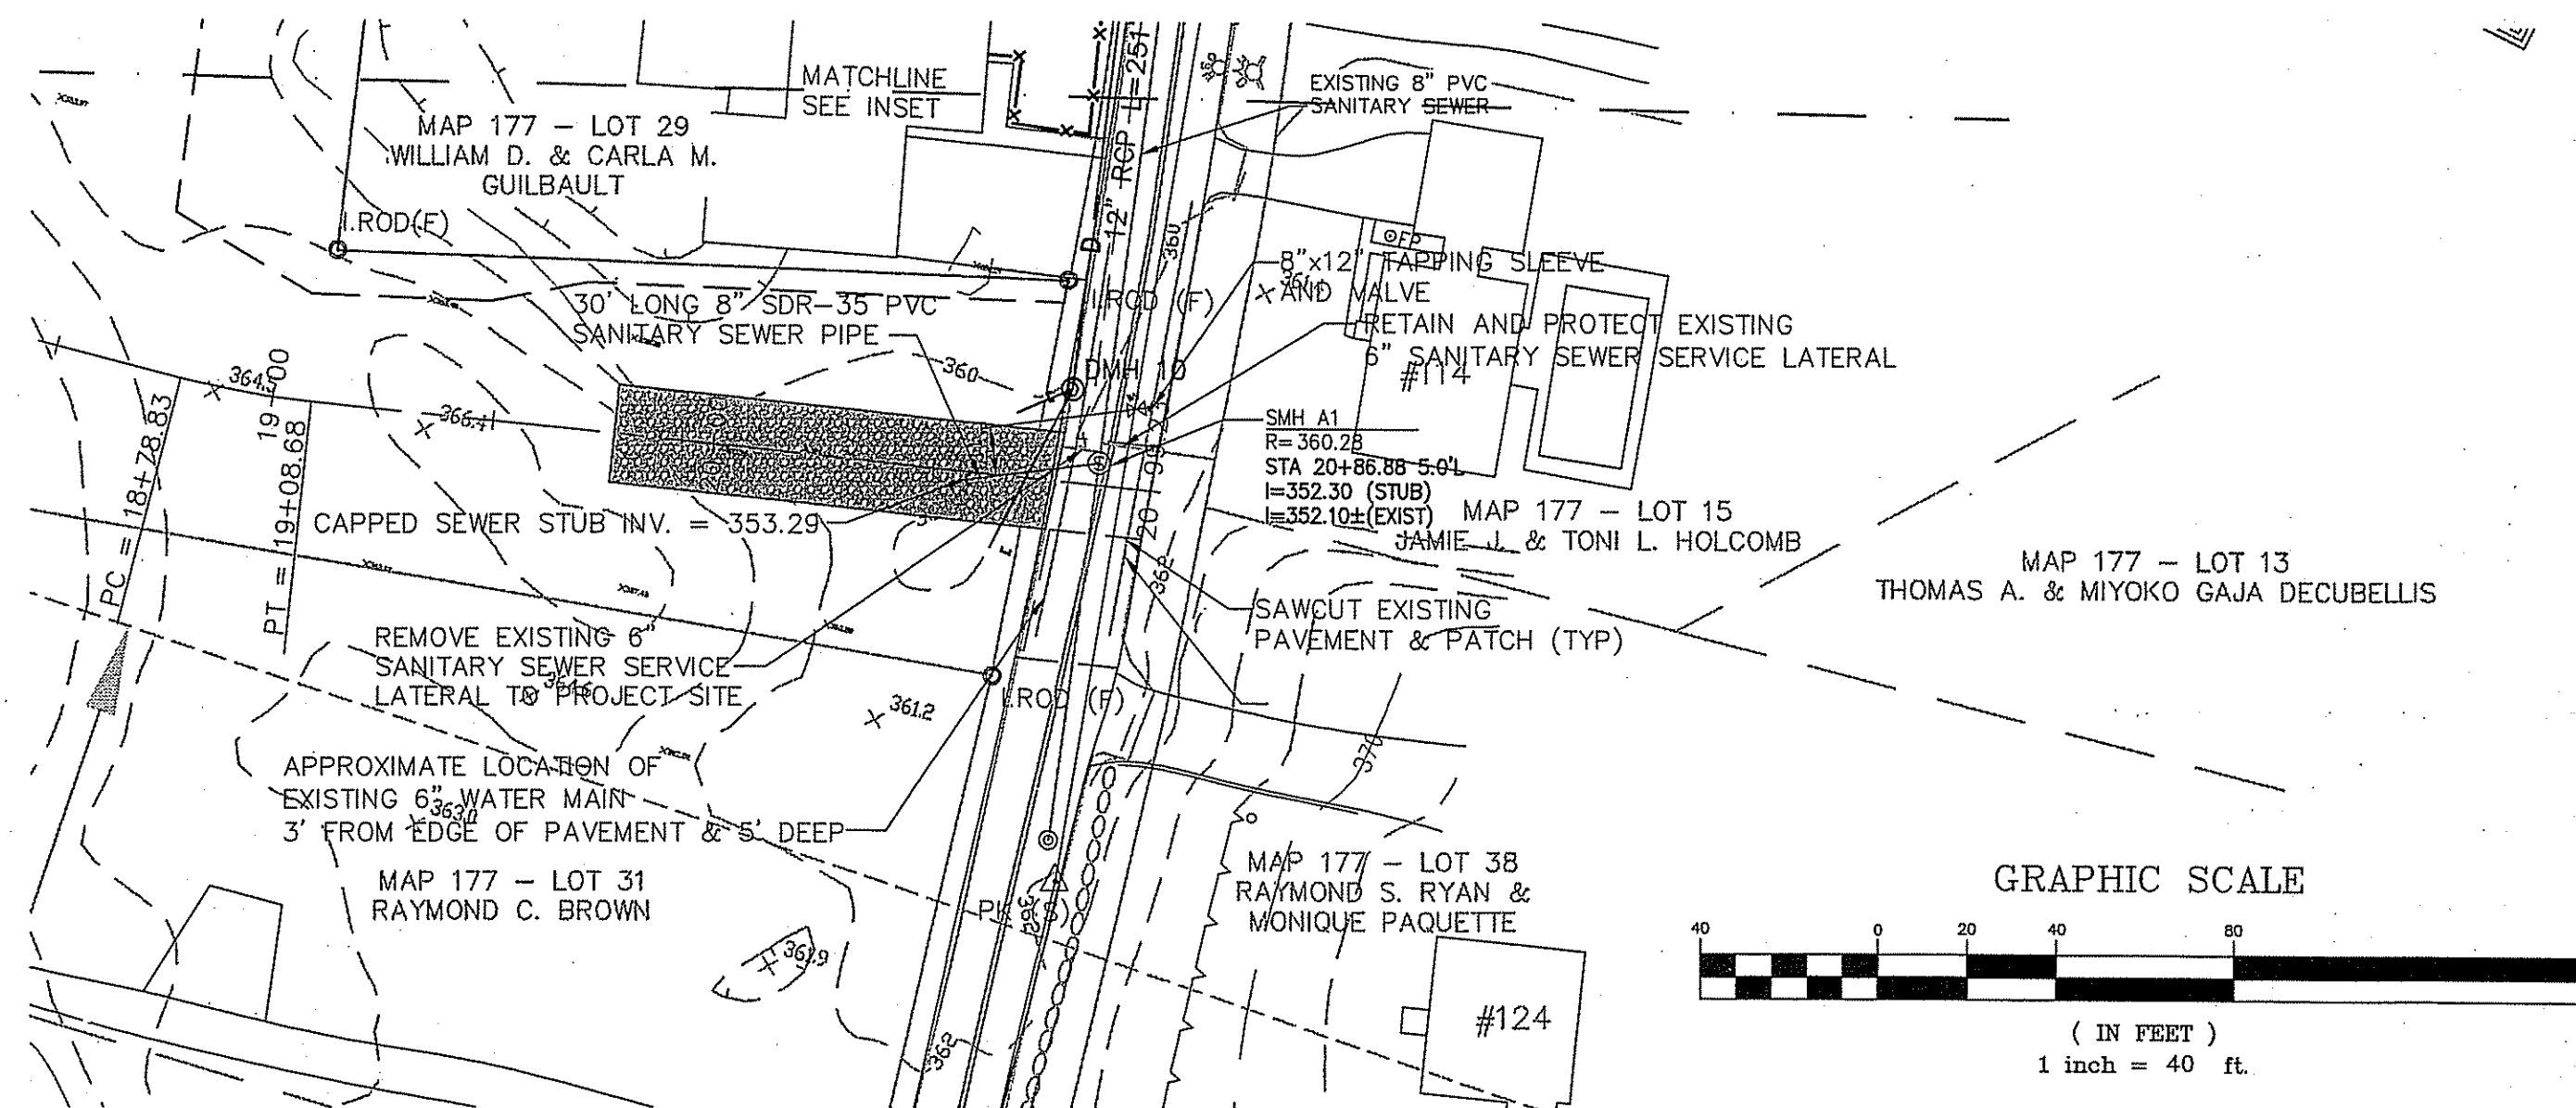 MATCHLINE
SEE INSET
EXISTING 8" PVC
SANITARY SEWER
12" RCP L=251
MAP 177 – LOT 29
WILLIAM D. & CARLA M.
GUILBAULT
I.ROD(F)
D
360
FP
8"x12" TAPPING SLEEVE
AND VALVE
30' LONG 8" SDR-35 PVC
SANITARY SEWER PIPE
I.ROD (F)
RETAIN AND PROTECT EXISTING
6" SANITARY SEWER SERVICE LATERAL
#114
DMH 10
360
19+00
366.41
PC = 18+78.83
PT = 19+08.68
SMH A1
R= 360.28
STA 20+86.88 5.0'L
I=352.30 (STUB)
I=352.10±(EXIST)
CAPPED SEWER STUB INV. = 353.29
MAP 177 – LOT 15
JAMIE J. & TONI L. HOLCOMB
MAP 177 – LOT 13
THOMAS A. & MIYOKO GAJA DECUBELLIS
362
SAWCUT EXISTING
PAVEMENT & PATCH (TYP)
REMOVE EXISTING 6"
SANITARY SEWER SERVICE
LATERAL TO PROJECT SITE
I.ROD (F)
361.2
370
APPROXIMATE LOCATION OF
EXISTING 6" WATER MAIN
363.0
3' FROM EDGE OF PAVEMENT & 5' DEEP
MAP 177 – LOT 31
RAYMOND C. BROWN
MAP 177 – LOT 38
RAYMOND S. RYAN &
MONIQUE PAQUETTE
361.9
362
#124
GRAPHIC SCALE
40 0 20 40 80
( IN FEET )
1 inch = 40 ft.